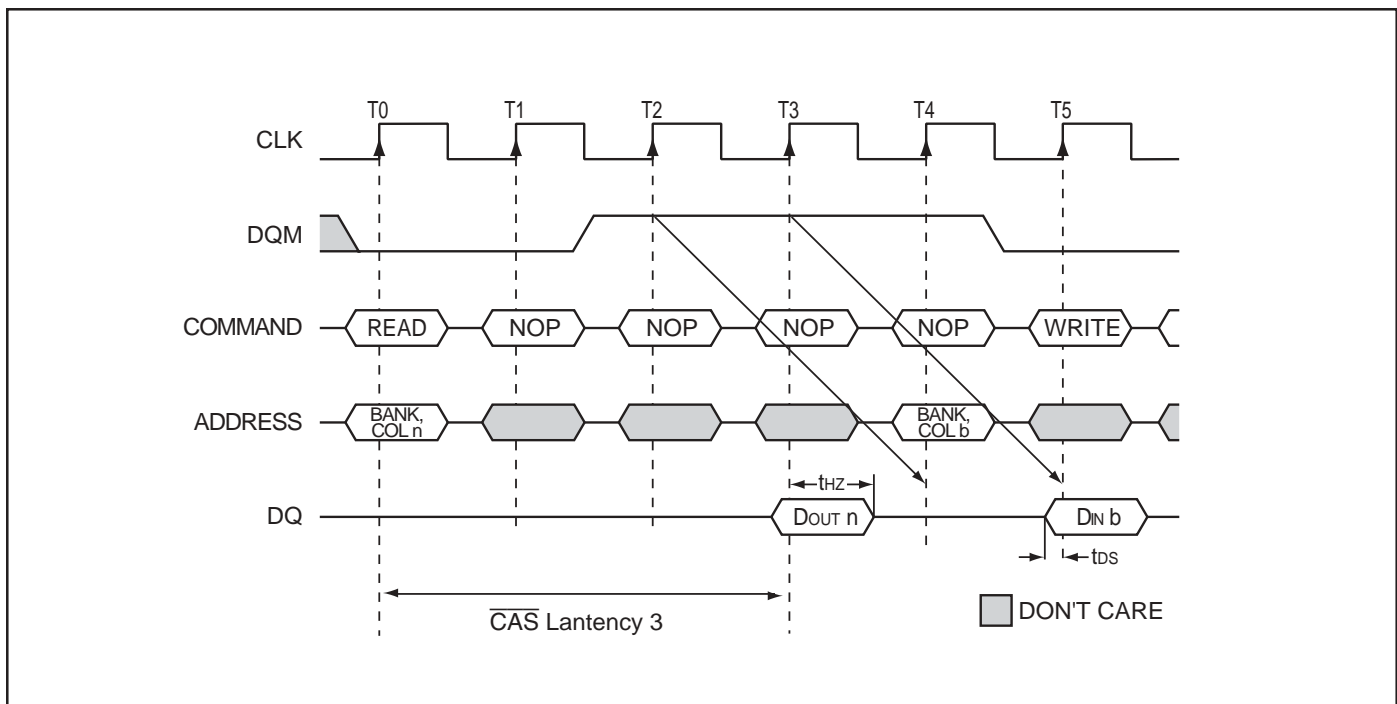 T0 T1 T2 T3 T4 T5
CLK
DQM
COMMAND READ NOP NOP NOP NOP WRITE
ADDRESS BANK, COL n BANK, COL b
tHZ
DQ DOUT n DIN b
tDS
CAS Lantency 3
DON'T CARE